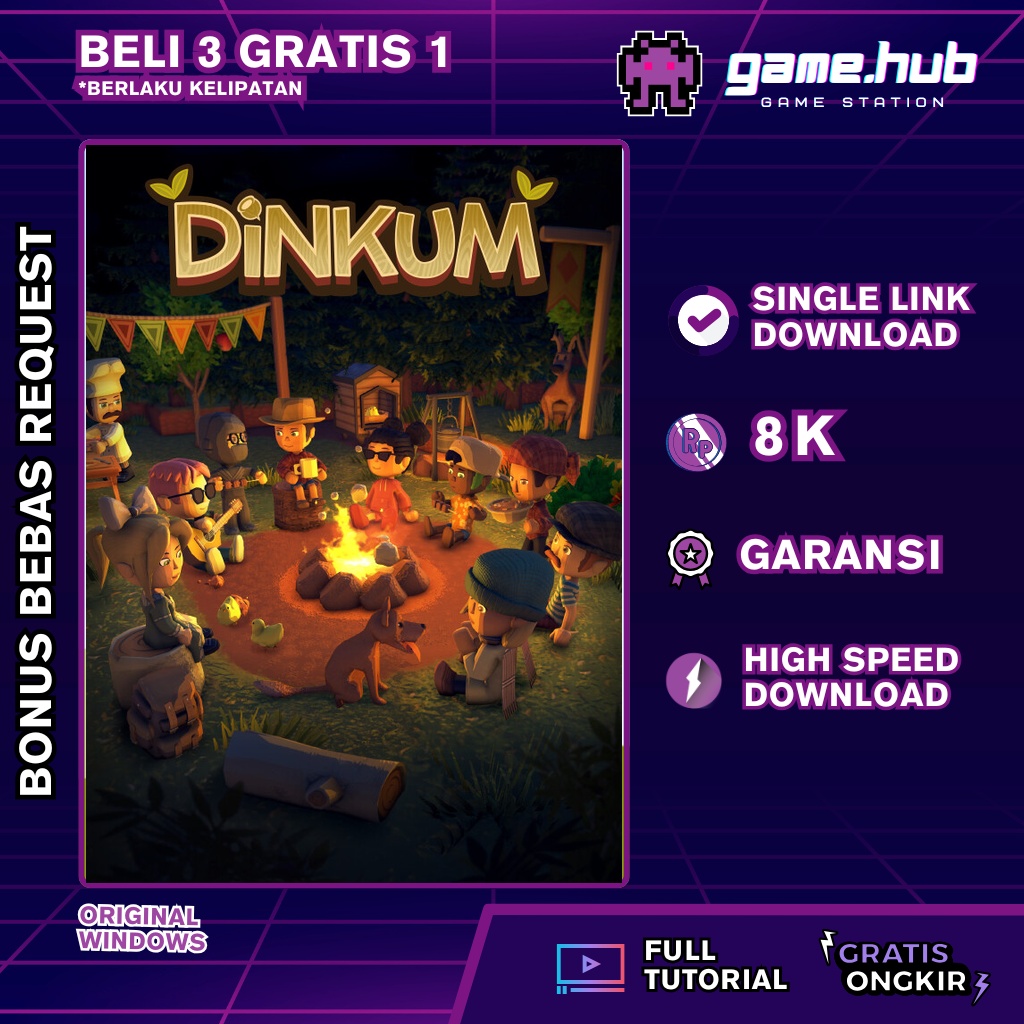 BELI 3 GRATIS 1
*BERLAKU KELIPATAN
game.hub
GAME STATION
BONUS BEBAS REQUEST
DINKUM
SINGLE LINK
DOWNLOAD
RP
8K
GARANSI
HIGH SPEED
DOWNLOAD
ORIGINAL
WINDOWS
FULL
TUTORIAL
GRATIS
ONGKIR